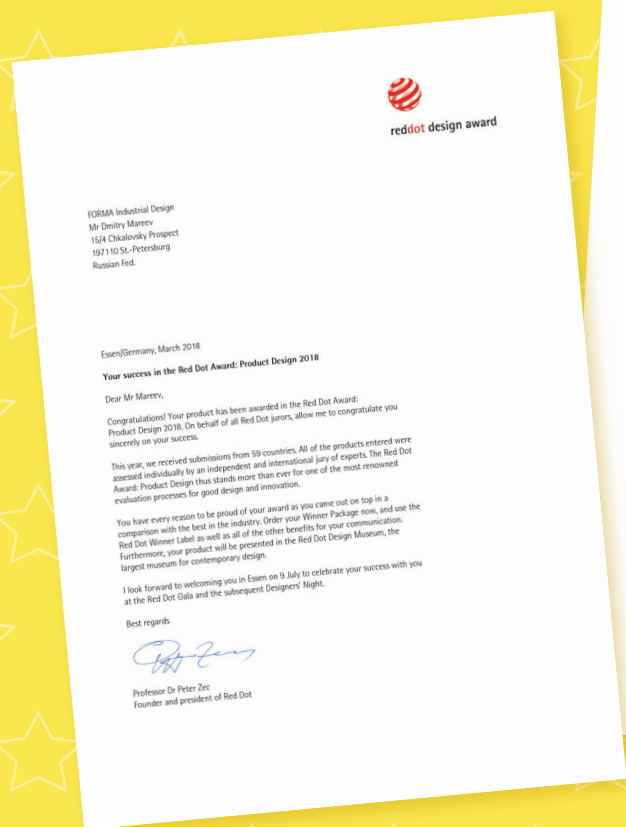 reddot design award
FORMA Industrial Design
Mr Dmitry Mareev
15/4 Chkalovsky Prospect
197110 St.-Petersburg
Russian Fed.
Essen/Germany, March 2018
Your success in the Red Dot Award: Product Design 2018
Dear Mr Mareev,
Congratulations! Your product has been awarded in the Red Dot Award:
Product Design 2018. On behalf of all Red Dot jurors, allow me to congratulate you
sincerely on your success.
This year, we received submissions from 59 countries. All of the products entered were
assessed individually by an independent and international jury of experts. The Red Dot
Award: Product Design thus stands more than ever for one of the most renowned
evaluation processes for good design and innovation.
You have every reason to be proud of your award as you came out on top in a
comparison with the best in the industry. Order your Winner Package now, and use the
Red Dot Winner Label as well as all of the other benefits for your communication.
Furthermore, your product will be presented in the Red Dot Design Museum, the
largest museum for contemporary design.
I look forward to welcoming you in Essen on 9 July to celebrate your success with you
at the Red Dot Gala and the subsequent Designers' Night.
Best regards
Professor Dr Peter Zec
Founder and president of Red Dot